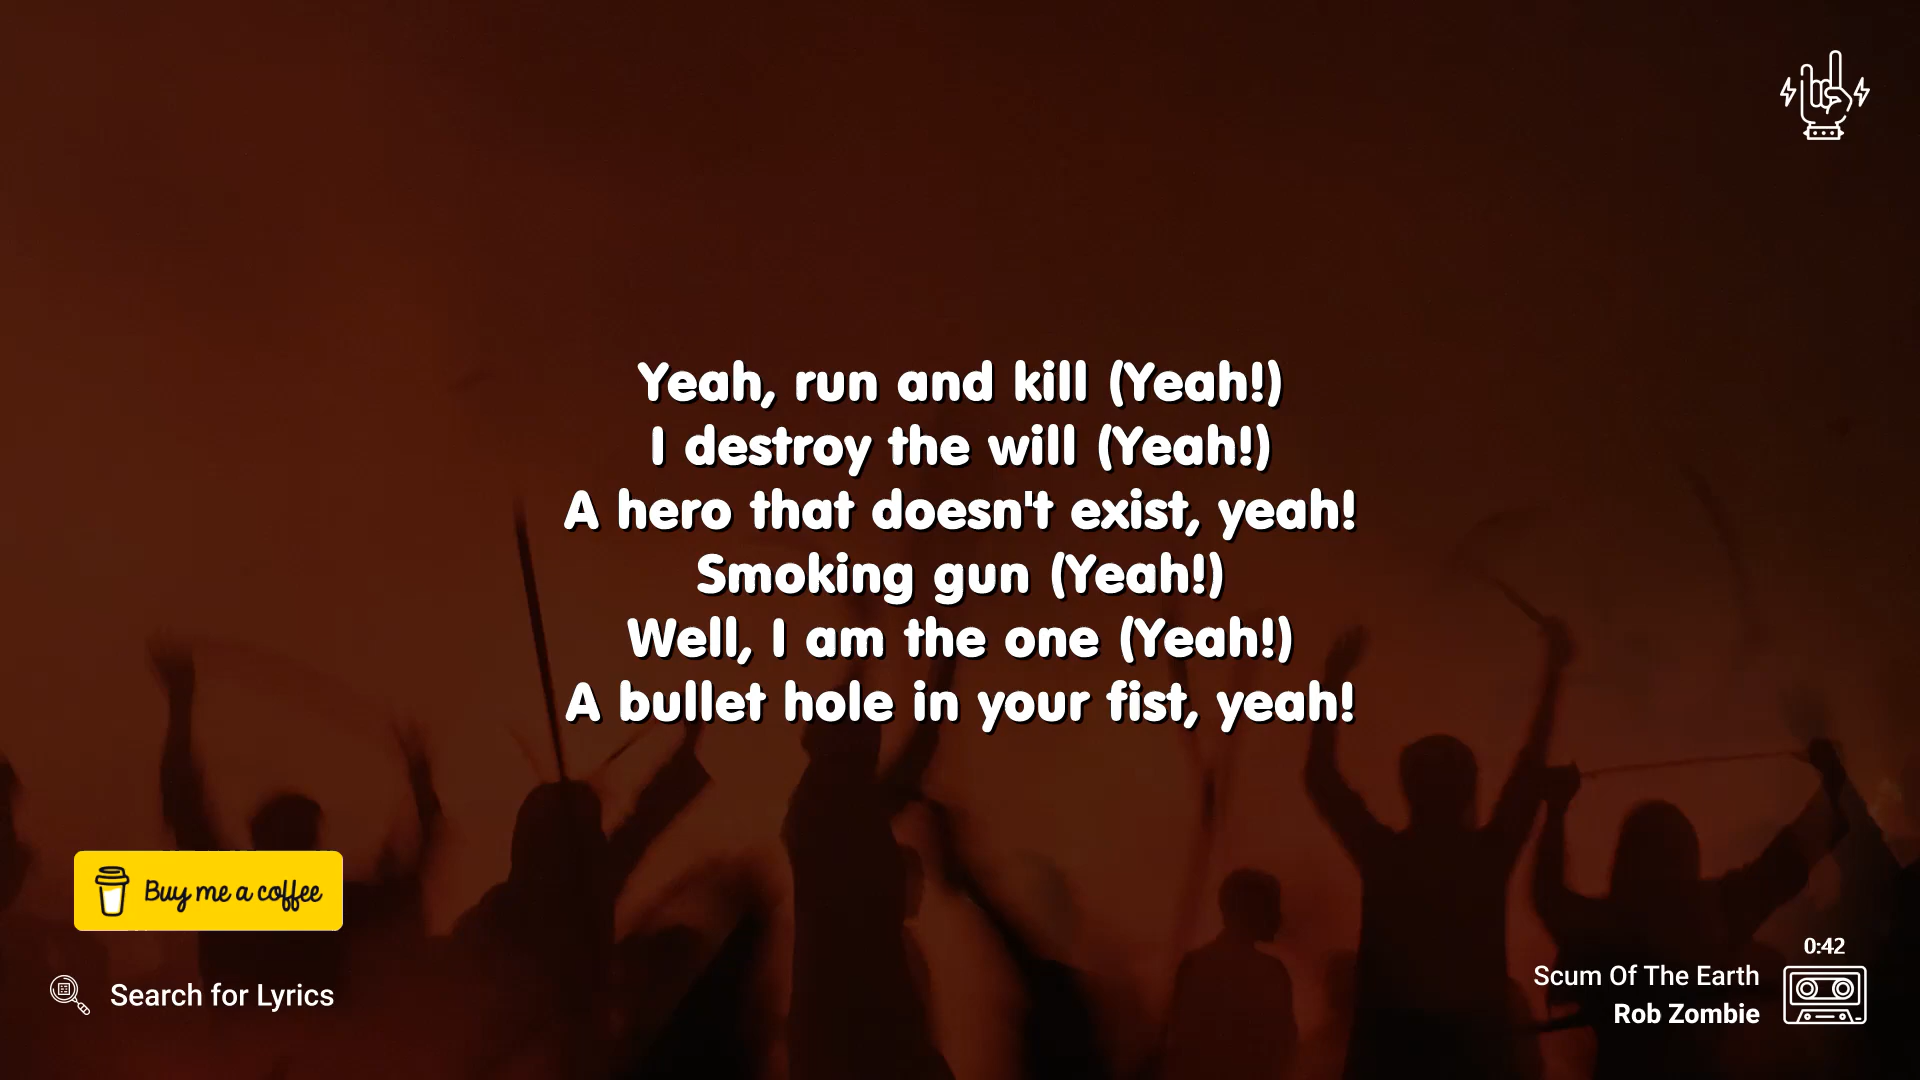 Yeah, run and kill (Yeah!)
I destroy the will (Yeah!)
A hero that doesn't exist, yeah!
Smoking gun (Yeah!)
Well, I am the one (Yeah!)
A bullet hole in your fist, yeah!
Buy me a coffee
Search for Lyrics
0:42
Scum Of The Earth
Rob Zombie